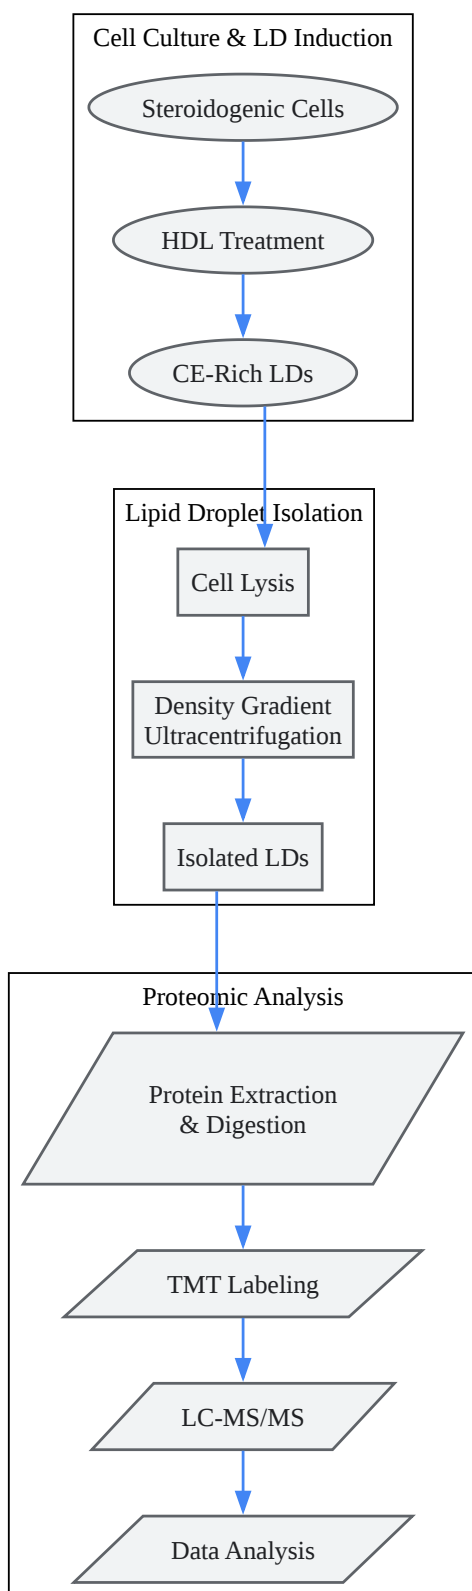 Cell Culture & LD Induction
Steroidogenic Cells
HDL Treatment
CE-Rich LDs
Lipid Droplet Isolation
Cell Lysis
Density Gradient
Ultracentrifugation
Isolated LDs
Proteomic Analysis
Protein Extraction
& Digestion
TMT Labeling
LC-MS/MS
Data Analysis